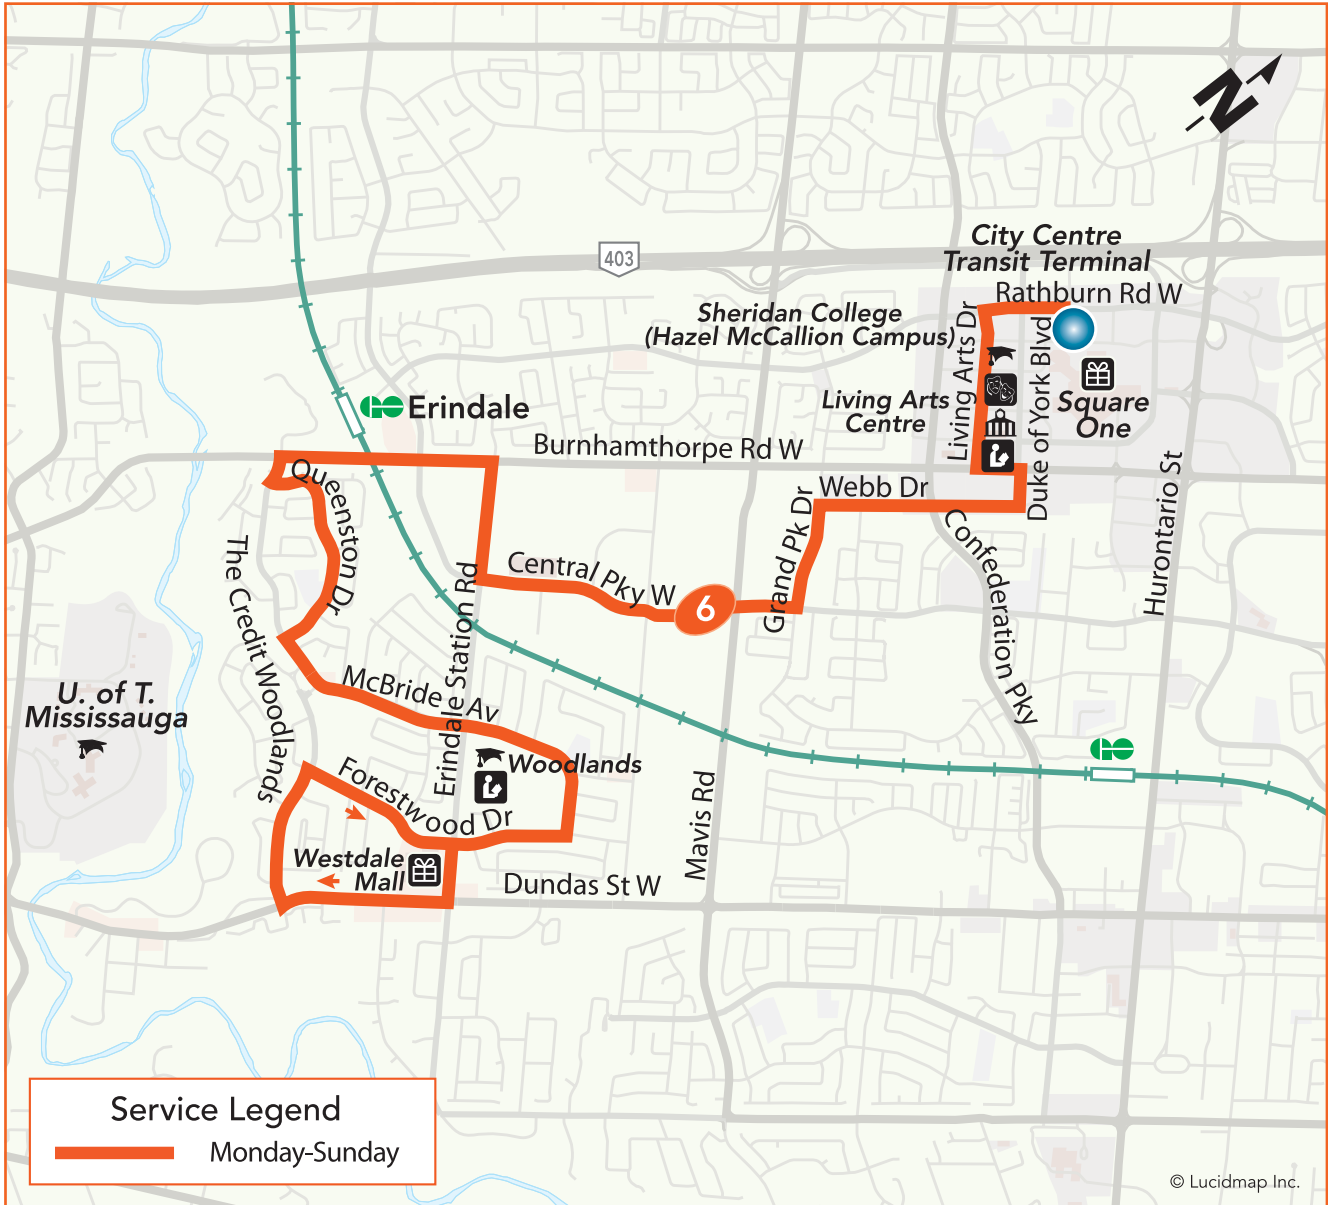 N
403
City Centre
Transit Terminal
Rathburn Rd W
Sheridan College
(Hazel McCallion Campus)
Living Arts Dr
Duke of York Blvd
Living Arts
Centre
Square
One
GO Erindale
Burnhamthorpe Rd W
Webb Dr
Queenston Dr
The Credit Woodlands
Central Pky W
6
Grand Pk Dr
Confederation Pky
Hurontario St
Erindale Station Rd
McBride Av
U. of T.
Mississauga
GO
Woodlands
Forestwood Dr
Mavis Rd
Westdale
Mall
Dundas St W
Service Legend
Monday-Sunday
© Lucidmap Inc.